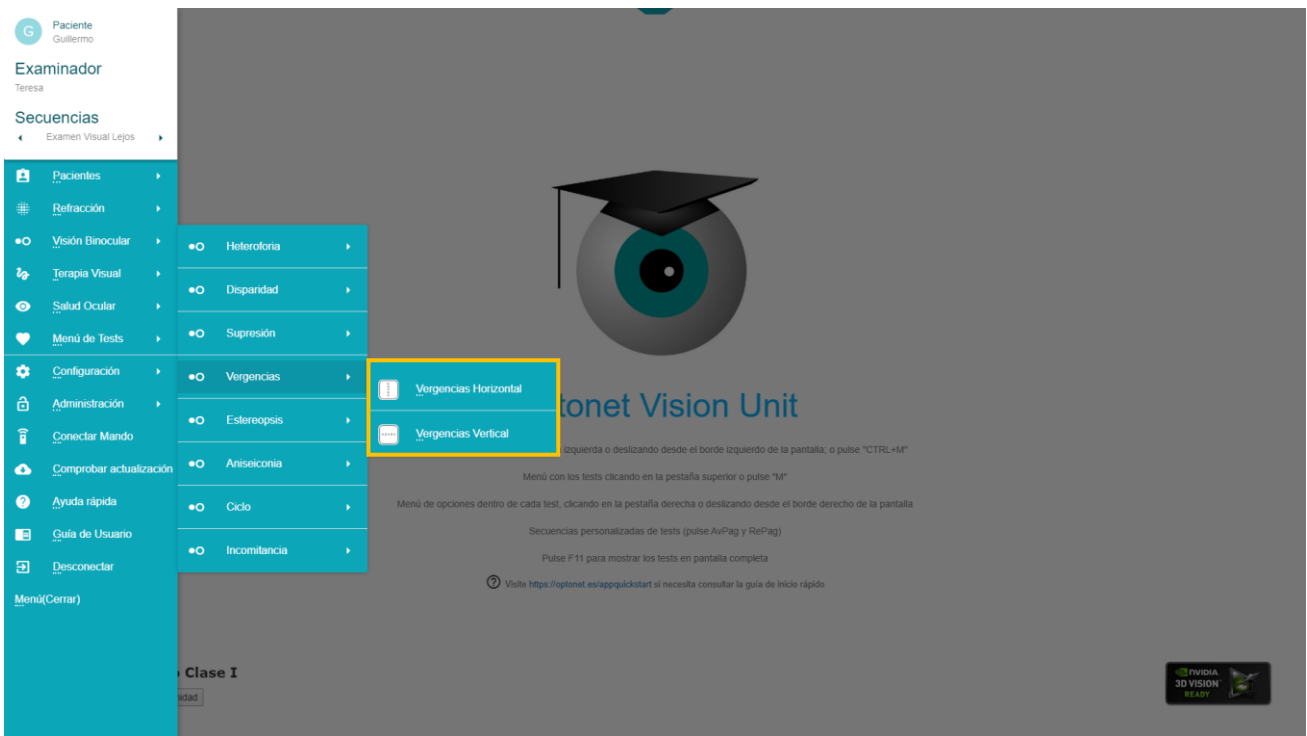 G
Paciente
Guillermo
Examinador
Teresa
Secuencias
Examen Visual Lejos
Pacientes
Refracción
Visión Binocular
Terapia Visual
Salud Ocular
Menú de Tests
Configuración
Administración
Conectar Mando
Comprobar actualización
Ayuda rápida
Guía de Usuario
Desconectar
Menú(Cerrar)
Heteroforia
Disparidad
Supresión
Vergencias
Estereopsis
Aniseiconia
Ciclo
Incomitancia
Vergencias Horizontal
Vergencias Vertical
tonet Vision Unit
izquierda o deslizando desde el borde izquierdo de la pantalla; o pulse "CTRL+M"
Menú con los tests clicando en la pestaña superior o pulse "M"
Menú de opciones dentro de cada test, clicando en la pestaña derecha o deslizando desde el borde derecho de la pantalla
Secuencias personalizadas de tests (pulse AvPag y RePag)
Pulse F11 para mostrar los tests en pantalla completa
Visite https://optonet.es/appquickstart si necesita consultar la guía de inicio rápido
Clase I
nidad
NVIDIA
3D VISION
READY